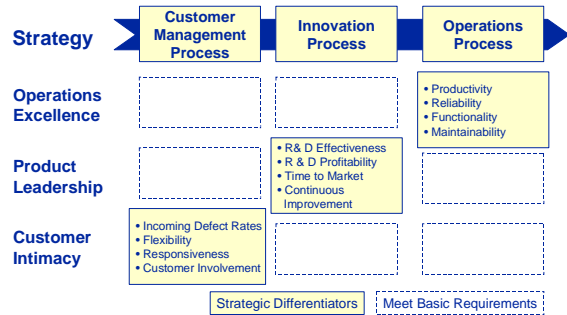 Strategy
Customer
Management
Process
Innovation
Process
Operations
Process
Operations
Excellence
• Productivity
• Reliability
• Functionality
• Maintainability
Product
Leadership
• R& D Effectiveness
• R & D Profitability
• Time to Market
• Continuous
Improvement
Customer
Intimacy
• Incoming Defect Rates
• Flexibility
• Responsiveness
• Customer Involvement
Strategic Differentiators
Meet Basic Requirements